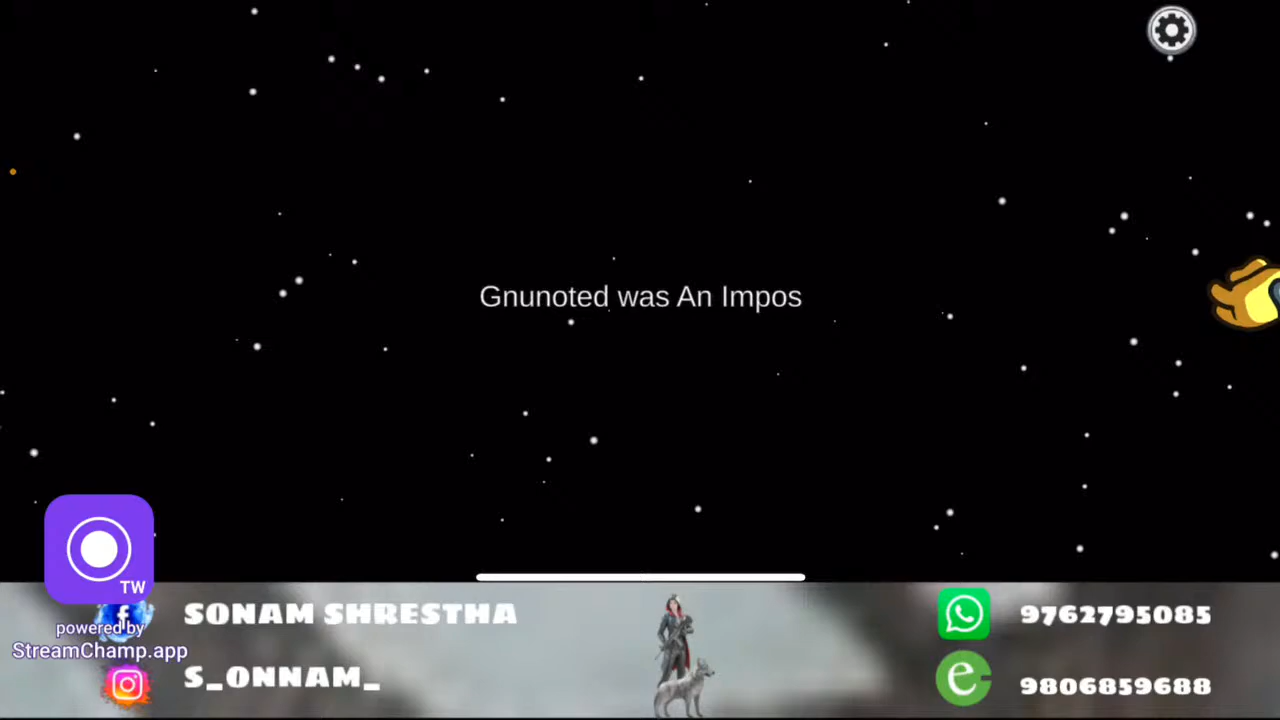 Gnunoted was An Impos
TW
powered by
StreamChamp.app
SONAM SHRESTHA
S_ONNAM_
9762795085
9806859688